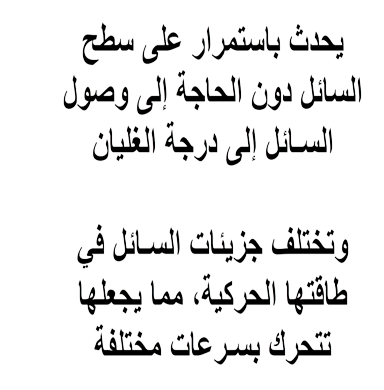 يحدث باستمرار على سطح
السائل دون الحاجة إلى وصول
السائل إلى درجة الغليان
وتختلف جزيئات السائل في
طاقتها الحركية، مما يجعلها
تتحرك بسرعات مختلفة